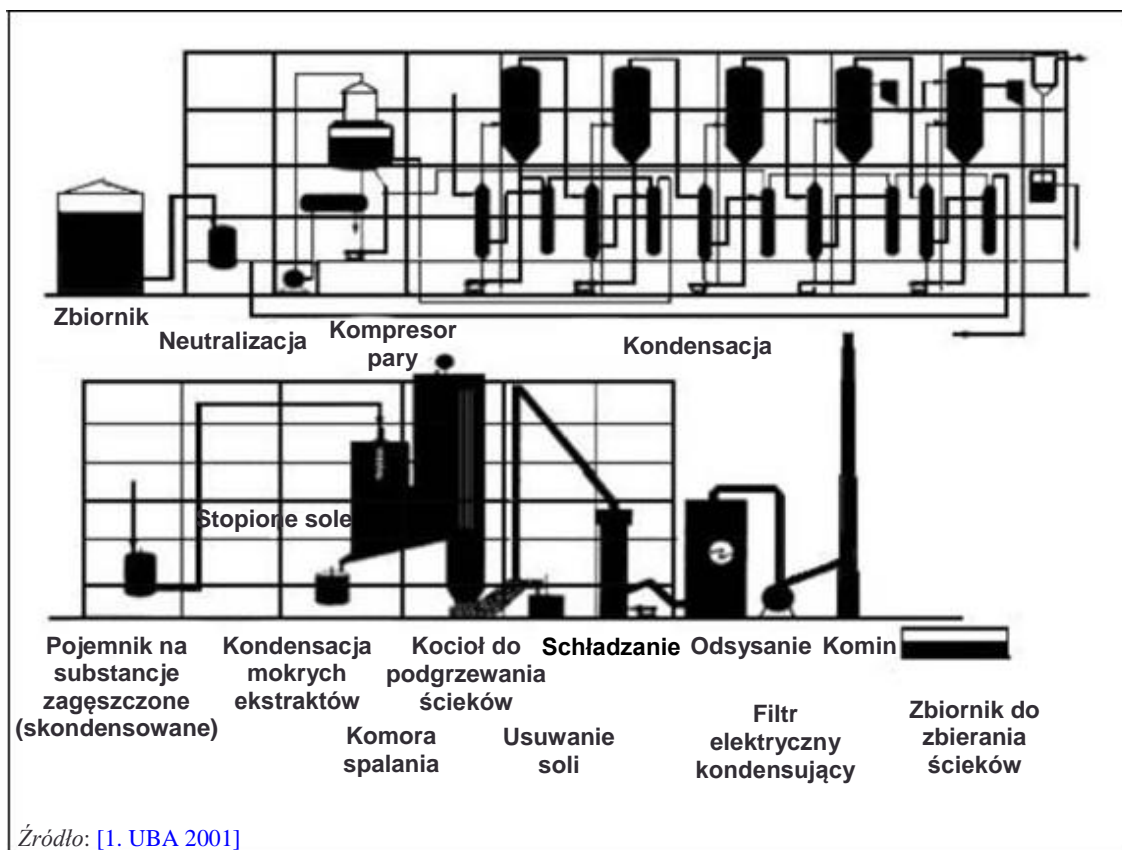 Zbiornik
Neutralizacja
Kompresor
pary
Kondensacja
Stopione sole
Pojemnik na
substancje
zagęszczone
(skondensowane)
Kondensacja
mokrych
ekstraktów
Komora
spalania
Kocioł do
podgrzewania
ścieków
Usuwanie
soli
Schładzanie
Odsysanie
Filtr
elektryczny
kondensujący
Komin
Zbiornik do
zbierania
ścieków
Źródło: [1. UBA 2001]